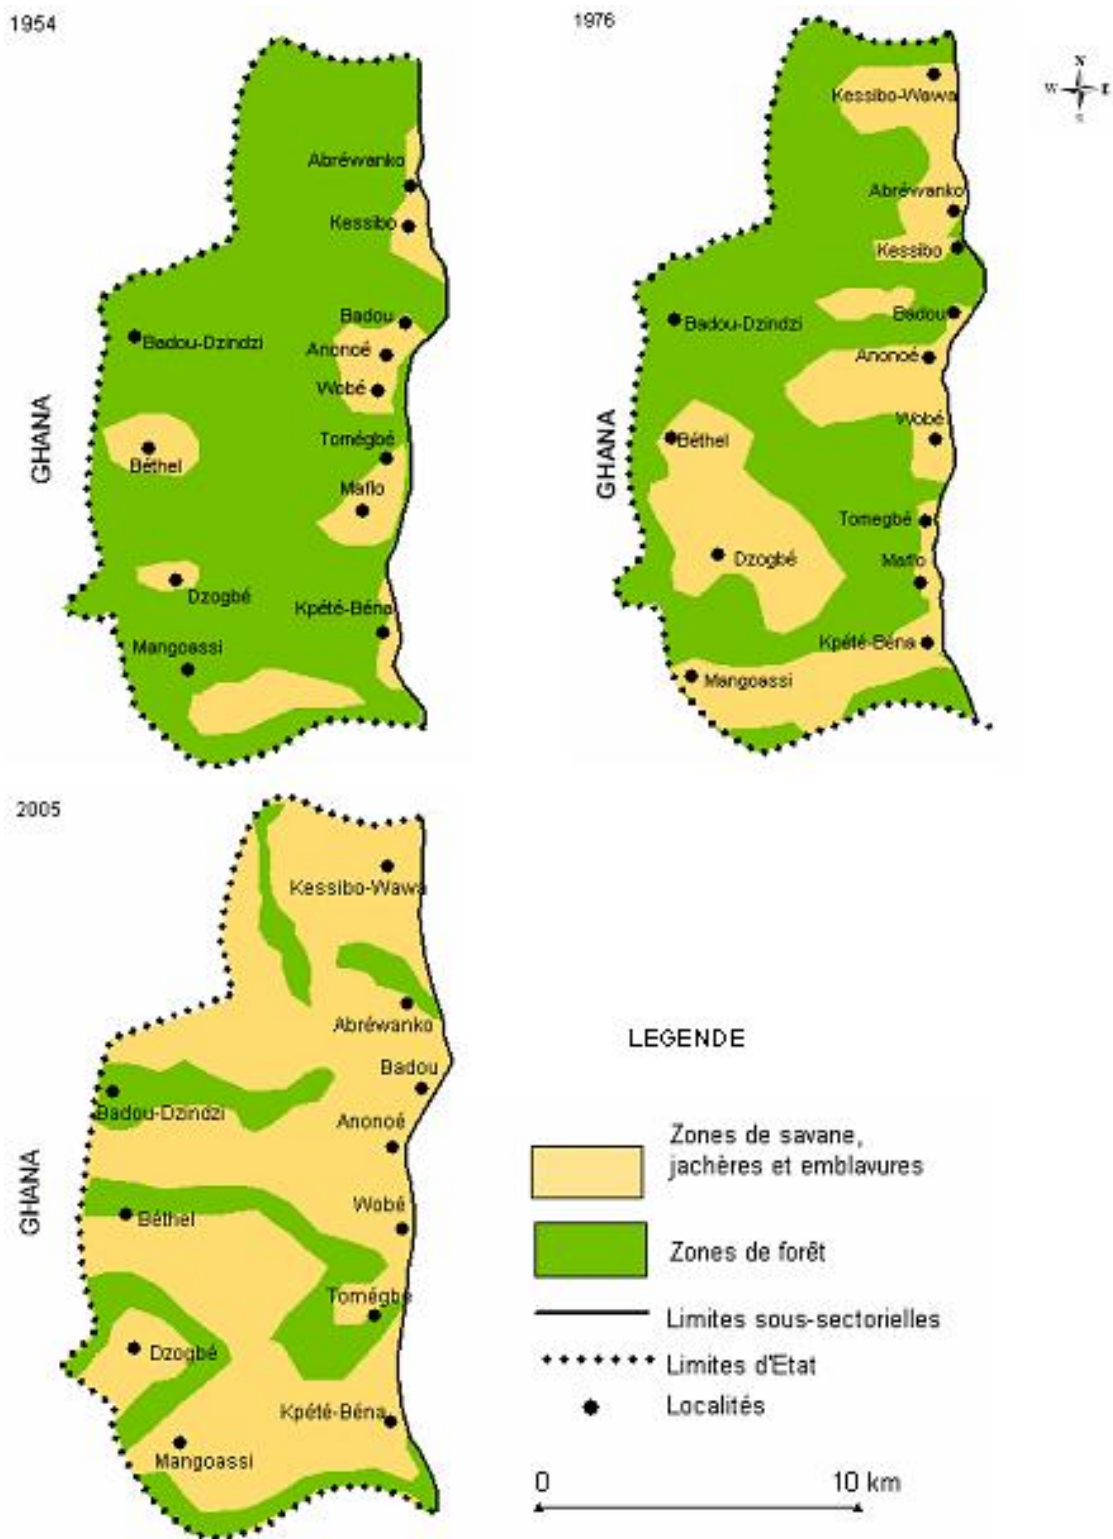 1954
Abréwanko
Kessibo
Badou
Badou-Dzindzi
Anonoé
Wobé
GHANA
Tomégbé
Béthel
Maflo
Dzogbé
Kpété-Béna
Mangoassi
1976
N
W E
S
Kessibo-Wawa
Abréwanko
Kessibo
Badou
Badou-Dzindzi
Anonoé
Wobé
Béthel
GHANA
Tomegbé
Maflo
Dzogbé
Kpété-Béna
Mangoassi
2005
Kessibo-Wawa
Abréwanko
Badou
Badou-Dzindzi
Anonoé
GHANA
Wobé
Béthel
Tomégbé
Dzogbé
Kpété-Béna
Mangoassi
LEGENDE
Zones de savane,
jachères et emblavures
Zones de forêt
Limites sous-sectorielles
Limites d'Etat
Localités
0 10 km